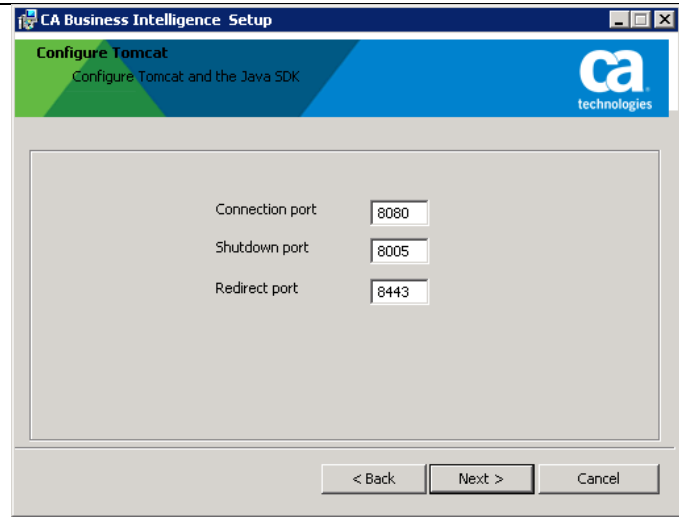 CA Business Intelligence Setup
Configure Tomcat
Configure Tomcat and the Java SDK
ca
technologies
Connection port 8080
Shutdown port 8005
Redirect port 8443
< Back Next > Cancel